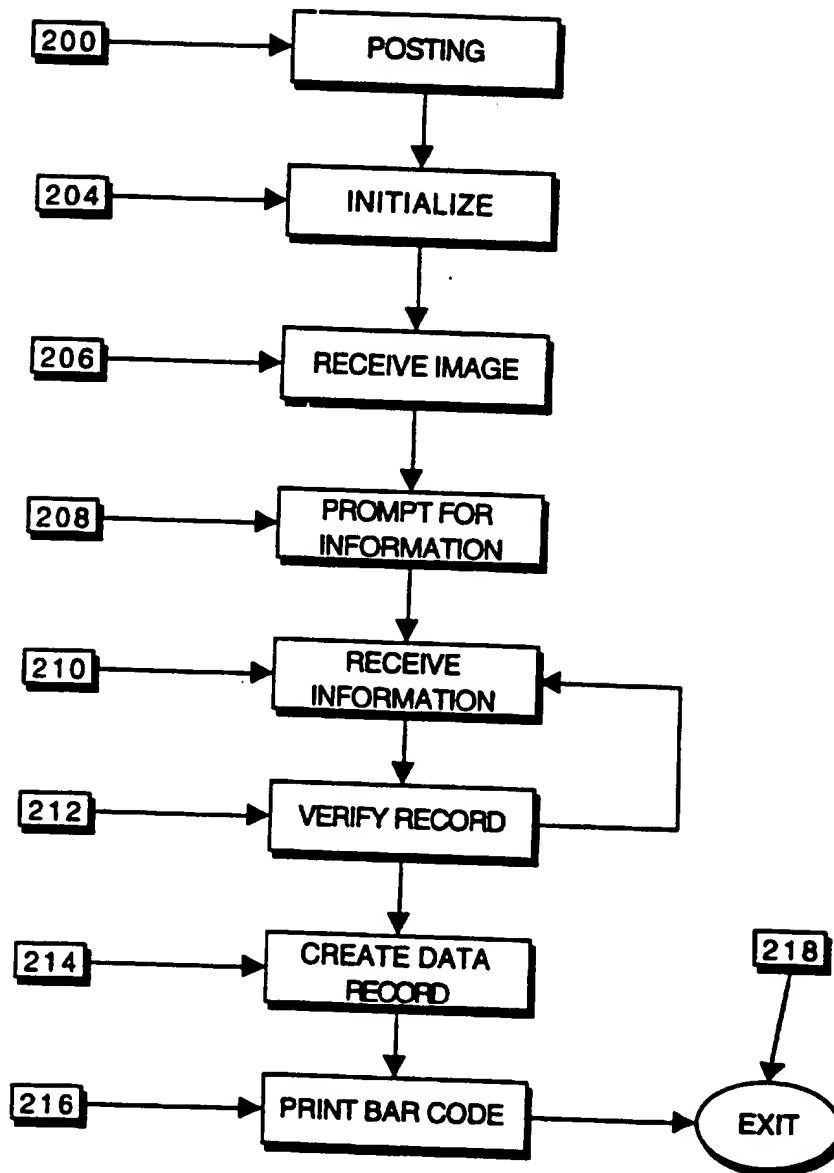 200
POSTING
204
INITIALIZE
206
RECEIVE IMAGE
208
PROMPT FOR
INFORMATION
210
RECEIVE
INFORMATION
212
VERIFY RECORD
214
CREATE DATA
RECORD
218
216
PRINT BAR CODE
EXIT